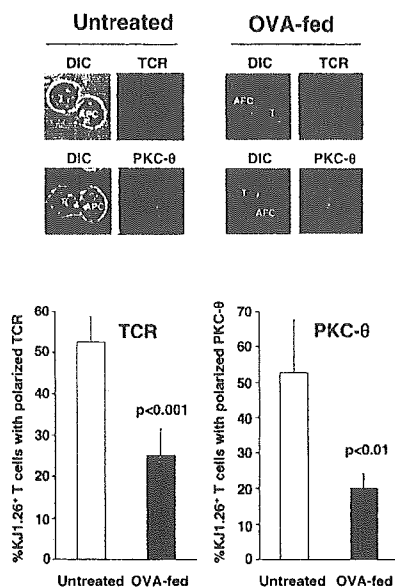 Untreated OVA-fed
DIC TCR DIC TCR
T APC APC T
DIC PKC-θ DIC PKC-θ
T APC T APC
%KJ1.26+ T cells with polarized TCR
60
50
40
30
20
10
0
TCR
p<0.001
Untreated OVA-fed
%KJ1.26+ T cells with polarized PKC-θ
70
60
50
40
30
20
10
0
PKC-θ
p<0.01
Untreated OVA-fed